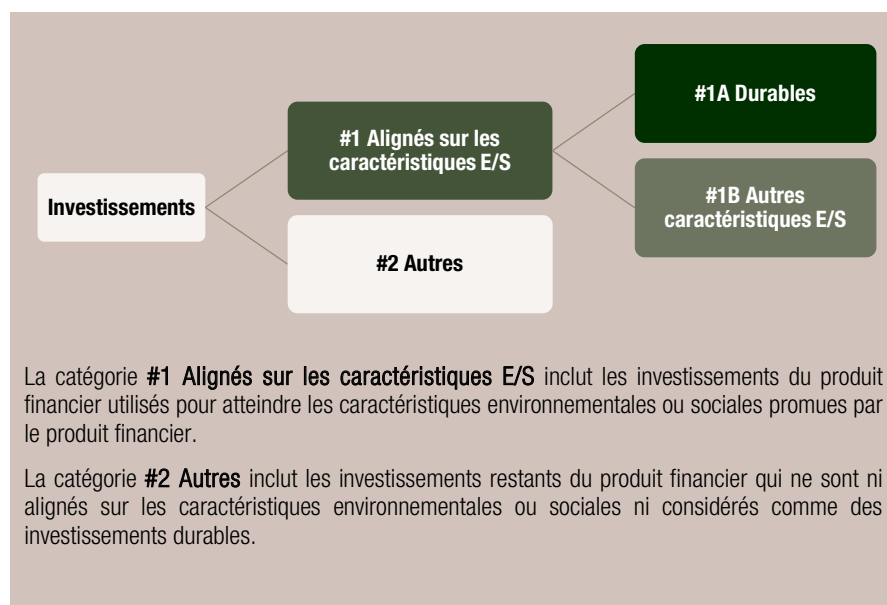 #1A Durables
#1 Alignés sur les
caractéristiques E/S
Investissements
#1B Autres
caractéristiques E/S
#2 Autres
La catégorie #1 Alignés sur les caractéristiques E/S inclut les investissements du produit
financier utilisés pour atteindre les caractéristiques environnementales ou sociales promues par
le produit financier.
La catégorie #2 Autres inclut les investissements restants du produit financier qui ne sont ni
alignés sur les caractéristiques environnementales ou sociales ni considérés comme des
investissements durables.